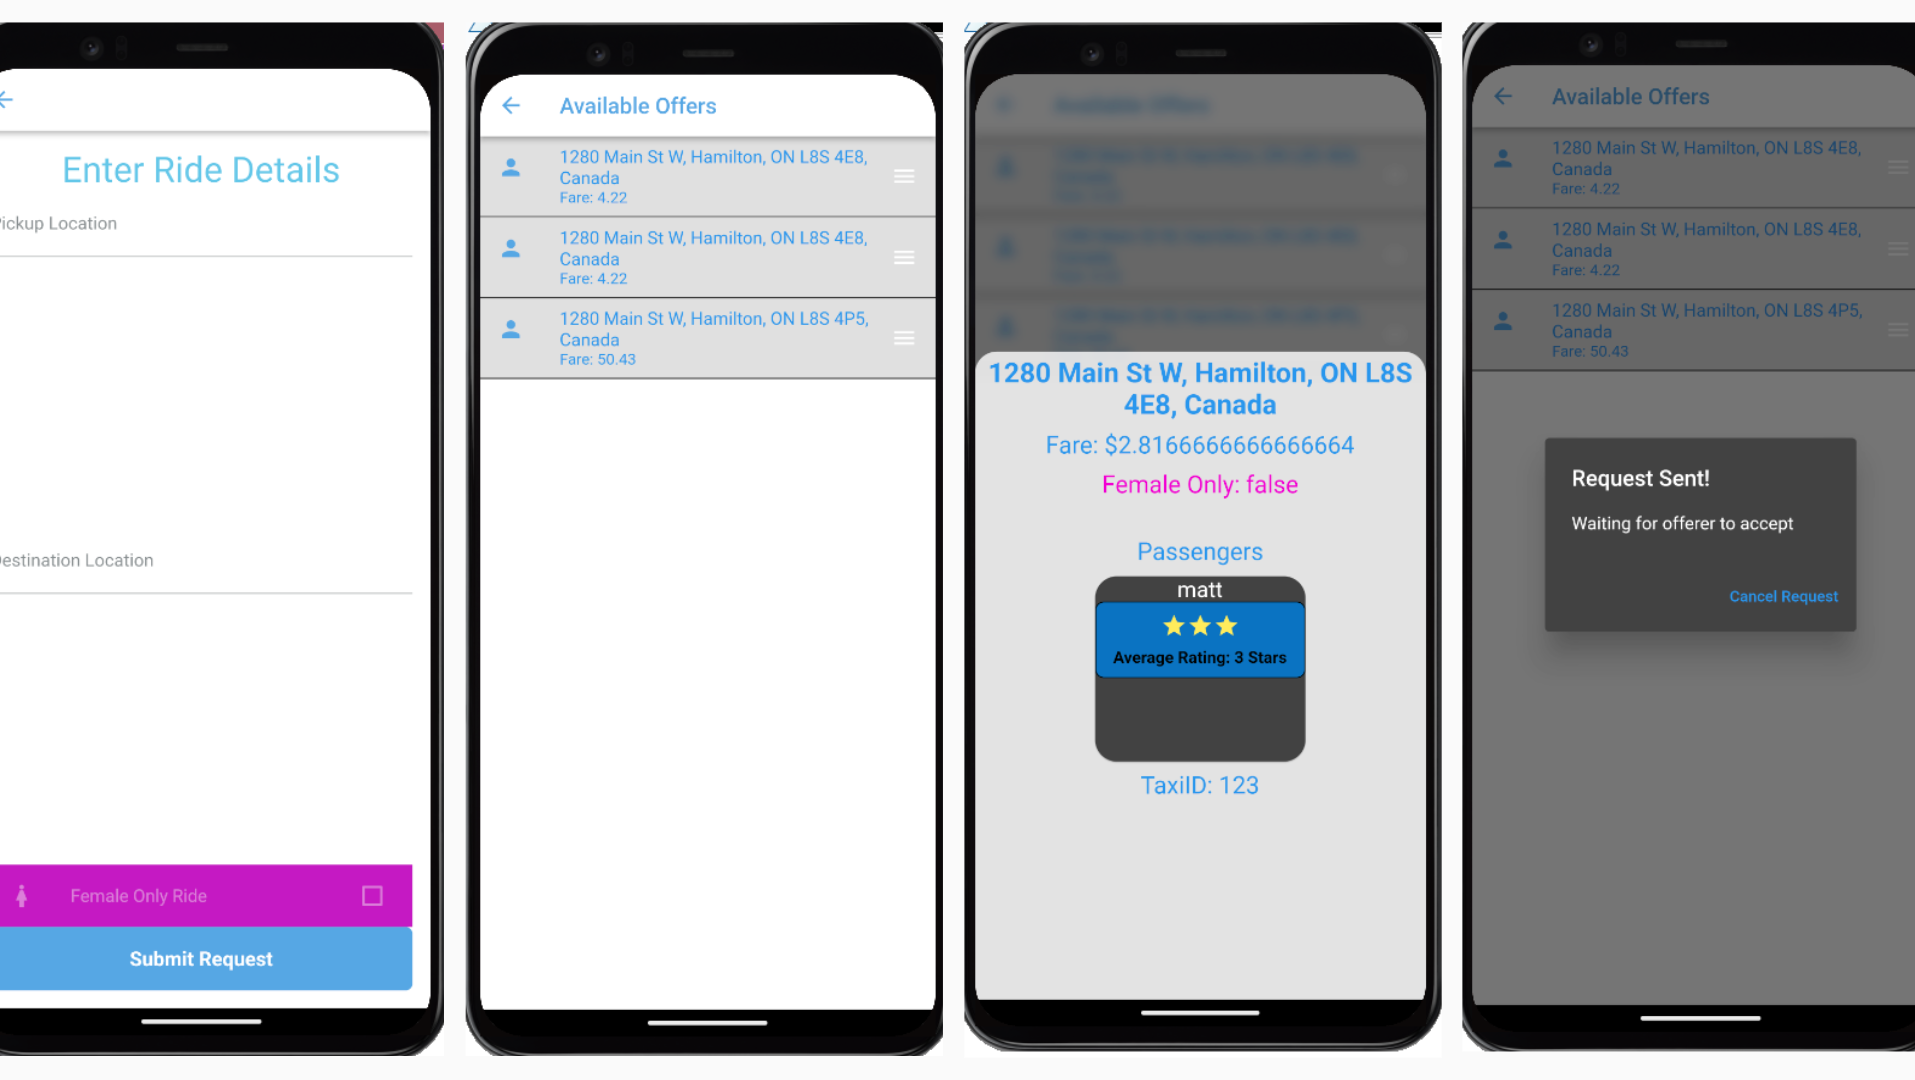 Enter Ride Details
Pickup Location
Destination Location
Female Only Ride
Submit Request
Available Offers
1280 Main St W, Hamilton, ON L8S 4E8,
Canada
Fare: 4.22
1280 Main St W, Hamilton, ON L8S 4E8,
Canada
Fare: 4.22
1280 Main St W, Hamilton, ON L8S 4P5,
Canada
Fare: 50.43
1280 Main St W, Hamilton, ON L8S
4E8, Canada
Fare: $2.8166666666666664
Female Only: false
Passengers
matt
Average Rating: 3 Stars
TaxiID: 123
Available Offers
1280 Main St W, Hamilton, ON L8S 4E8,
Canada
Fare: 4.22
1280 Main St W, Hamilton, ON L8S 4E8,
Canada
Fare: 4.22
1280 Main St W, Hamilton, ON L8S 4P5,
Canada
Fare: 50.43
Request Sent!
Waiting for offerer to accept
Cancel Request